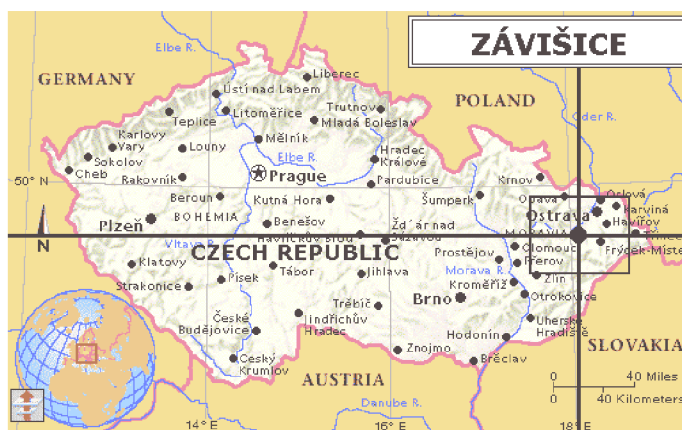 ZÁVIŠICE
Elbe R.
GERMANY
Liberec
Ústí nad Labem
POLAND
Teplice
Litoměřice
Trutnov
Mladá Boleslav
Oder R.
Karlovy
Vary
Louny
Mělník
Sokolov
Cheb
Elbe R.
Hradec
Králové
50° N
Rakovník
Prague
Pardubice
Krnov
Beroun
Kutná Hora
Šumperk
Opava
Orlová
Karviná
Plzeň
BOHEMIA
Benešov
Žďár nad
Sázavou
Ostrava
Havířov
N
Vltava R.
Havlíčkův Brod
MORAVIA
Olomouc
Frýdek-Míste
CZECH REPUBLIC
Klatovy
Tábor
Jihlava
Prostějov
Přerov
Morava R.
Zlín
Strakonice
Písek
Kroměříž
Třebíč
Brno
Otrokovice
České
Budějovice
Jindřichův
Hradec
Uherské
Hradiště
Hodonín
Znojmo
Břeclav
Český
Krumlov
SLOVAKIA
AUSTRIA
0 40 Miles
0 40 Kilometers
Danube R.
14° E
16° E
18° E